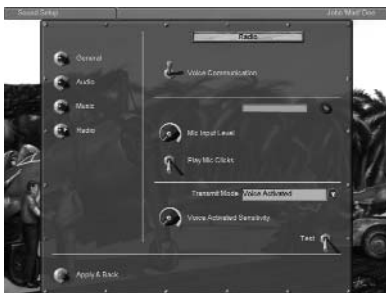 Sound Setup
John 'Mad' Doe
Radio
General
Voice Communication
Audio
Music
Radio
Mic Input Level
Play Mic Clicks
Transmit Mode Voice Activated
Voice Activated Sensitivity
Test
Apply & Back